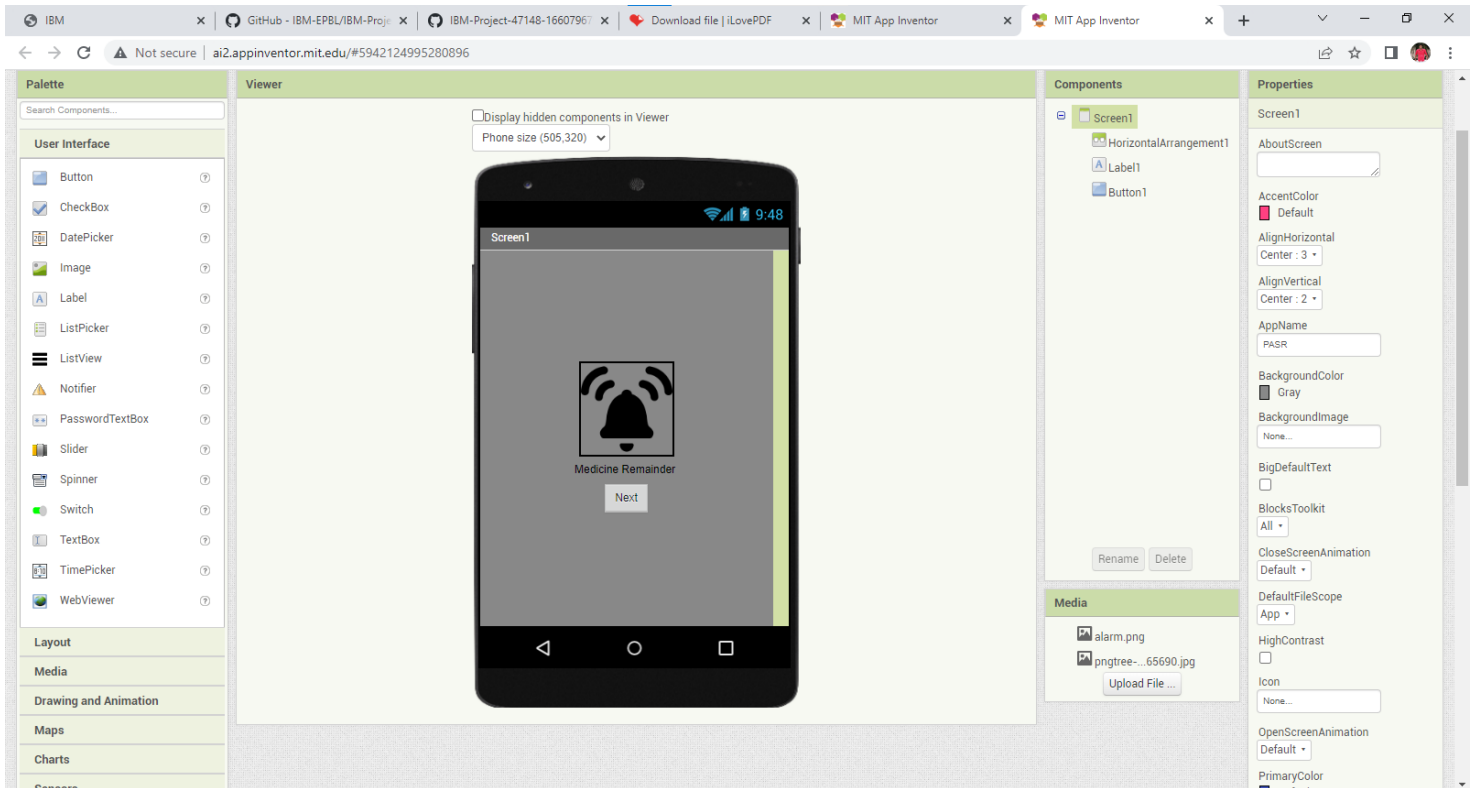 IBM
GitHub - IBM-EPBL/IBM-Proje
IBM-Project-47148-16607967
Download file | iLovePDF
MIT App Inventor
MIT App Inventor
Not secure
ai2.appinventor.mit.edu/#5942124995280896
Palette
Search Components...
User Interface
Button
CheckBox
DatePicker
Image
Label
ListPicker
ListView
Notifier
PasswordTextBox
Slider
Spinner
Switch
TextBox
TimePicker
WebViewer
Layout
Media
Drawing and Animation
Maps
Charts
Sensors
Viewer
Display hidden components in Viewer
Phone size (505,320)
9:48
Screen1
Medicine Remainder
Next
Components
Screen1
HorizontalArrangement1
Label1
Button1
Rename Delete
Media
alarm.png
pngtree-...65690.jpg
Upload File ...
Properties
Screen1
AboutScreen
AccentColor
Default
AlignHorizontal
Center : 3
AlignVertical
Center : 2
AppName
PASR
BackgroundColor
Gray
BackgroundImage
None...
BigDefaultText
BlocksToolkit
All
CloseScreenAnimation
Default
DefaultFileScope
App
HighContrast
Icon
None...
OpenScreenAnimation
Default
PrimaryColor